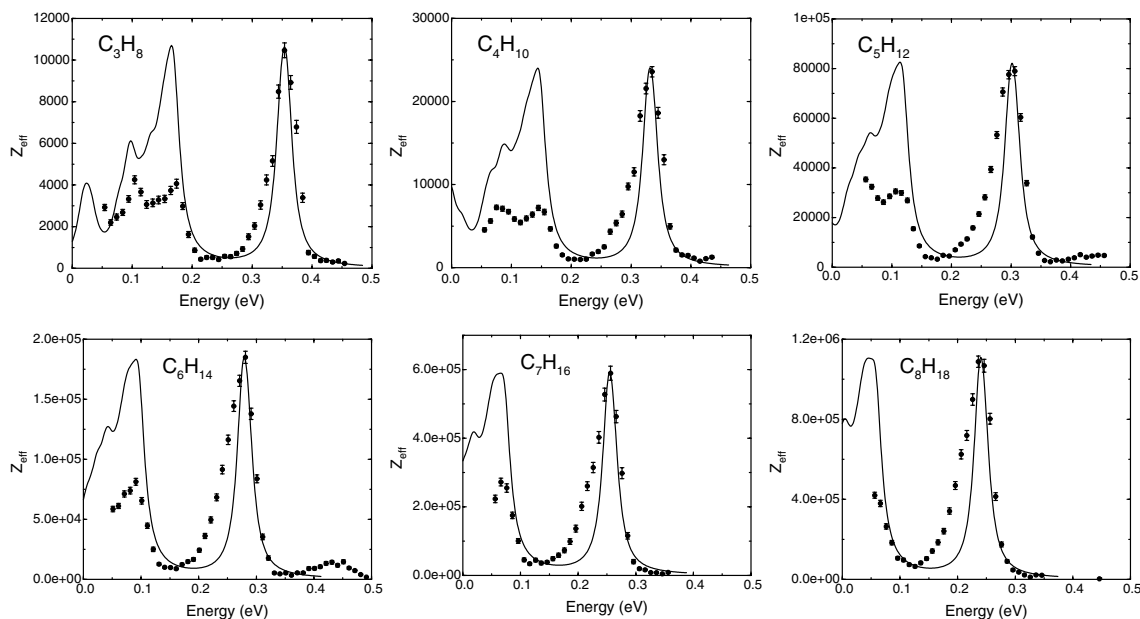 C3H8
12000
10000
8000
6000
4000
2000
0
Zeff
0.0 0.1 0.2 0.3 0.4 0.5
Energy (eV)
C4H10
30000
20000
10000
0
Zeff
0.0 0.1 0.2 0.3 0.4 0.5
Energy (eV)
C5H12
1e+05
80000
60000
40000
20000
0
Zeff
0.0 0.1 0.2 0.3 0.4 0.5
Energy (eV)
C6H14
2.0e+05
1.5e+05
1.0e+05
5.0e+04
0.0e+00
Zeff
0.0 0.1 0.2 0.3 0.4 0.5
Energy (eV)
C7H16
6.0e+05
4.0e+05
2.0e+05
0.0e+00
Zeff
0.0 0.1 0.2 0.3 0.4 0.5
Energy (eV)
C8H18
1.2e+06
8.0e+05
4.0e+05
0.0e+00
Zeff
0.0 0.1 0.2 0.3 0.4 0.5
Energy (eV)